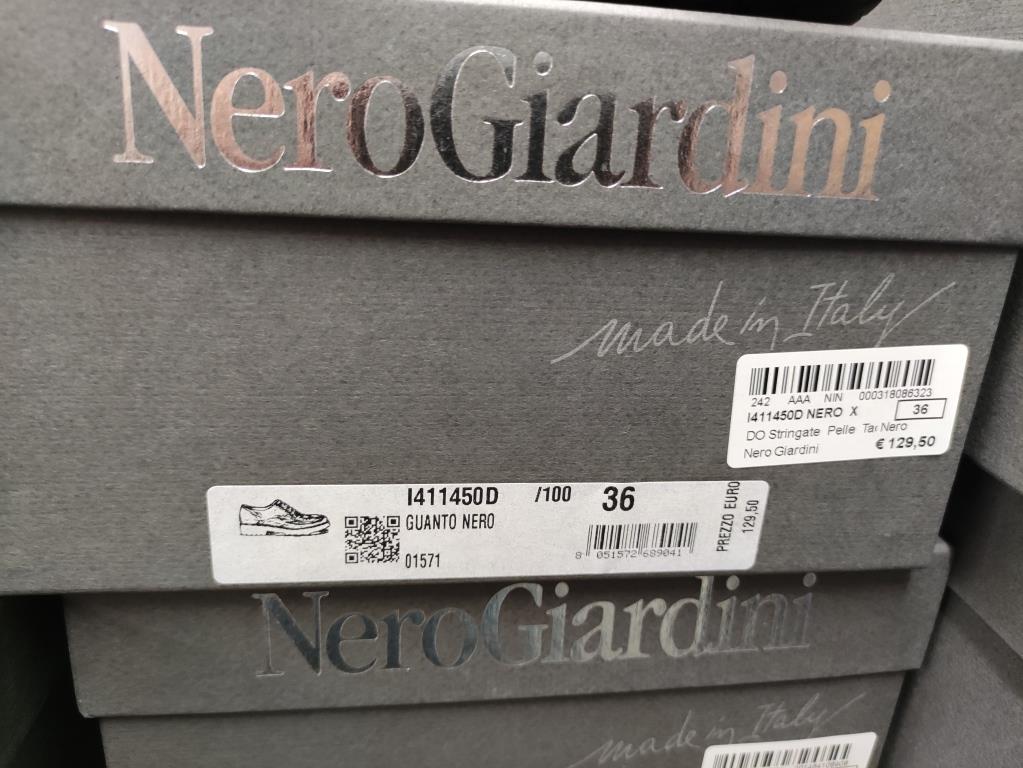 NeroGiardini
made in Italy
242 AAA NIN 000318086323
I411450D NERO X 36
DO Stringate Pelle Tac Nero
Nero Giardini € 129,50
I411450D /100 36
GUANTO NERO
01571
8 051572 689041
PREZZO EURO
129,50
NeroGiardini
made in Italy